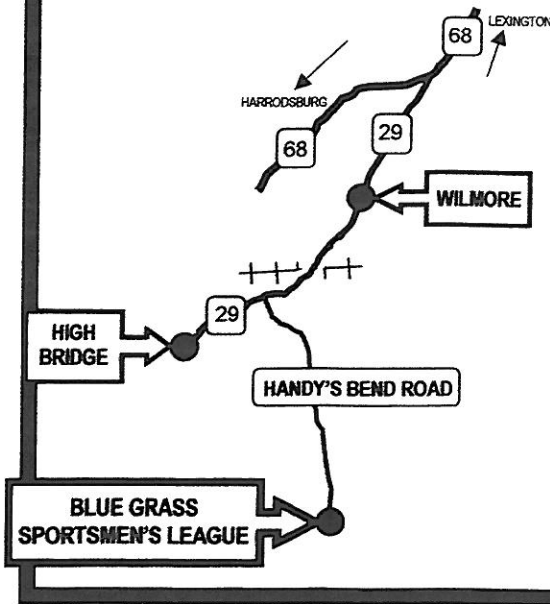 LEXINGTON
68
HARRODSBURG
68
29
WILMORE
29
HIGH
BRIDGE
HANDY'S BEND ROAD
BLUE GRASS
SPORTSMEN'S LEAGUE